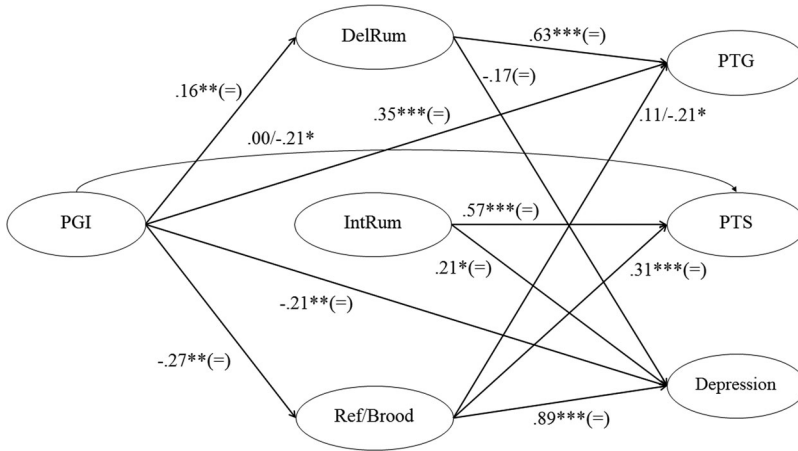 DelRum
.63***(=)
PTG
-.17(=)
.16**(=)
.35***(=)
.11/-.21*
.00/-.21*
PGI
IntRum
.57***(=)
PTS
.21*(=)
.31***(=)
-.21**(=)
-.27**(=)
Depression
Ref/Brood
.89***(=)